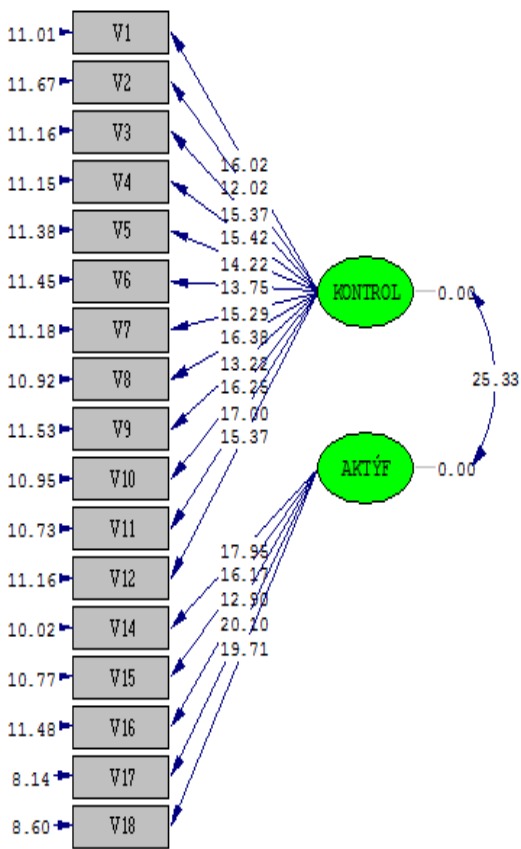 11.01 V1
11.67 V2
11.16 V3
11.15 V4
11.38 V5
11.45 V6
11.18 V7
10.92 V8
11.53 V9
10.95 V10
10.73 V11
11.16 V12
10.02 V14
10.77 V15
11.48 V16
8.14 V17
8.60 V18
16.02
12.02
15.37
15.42
14.22
13.75
15.29
16.38
13.22
16.25
17.00
15.37
17.95
16.17
12.90
20.10
19.71
KONTROL 0.00
25.33
AKTÝF 0.00